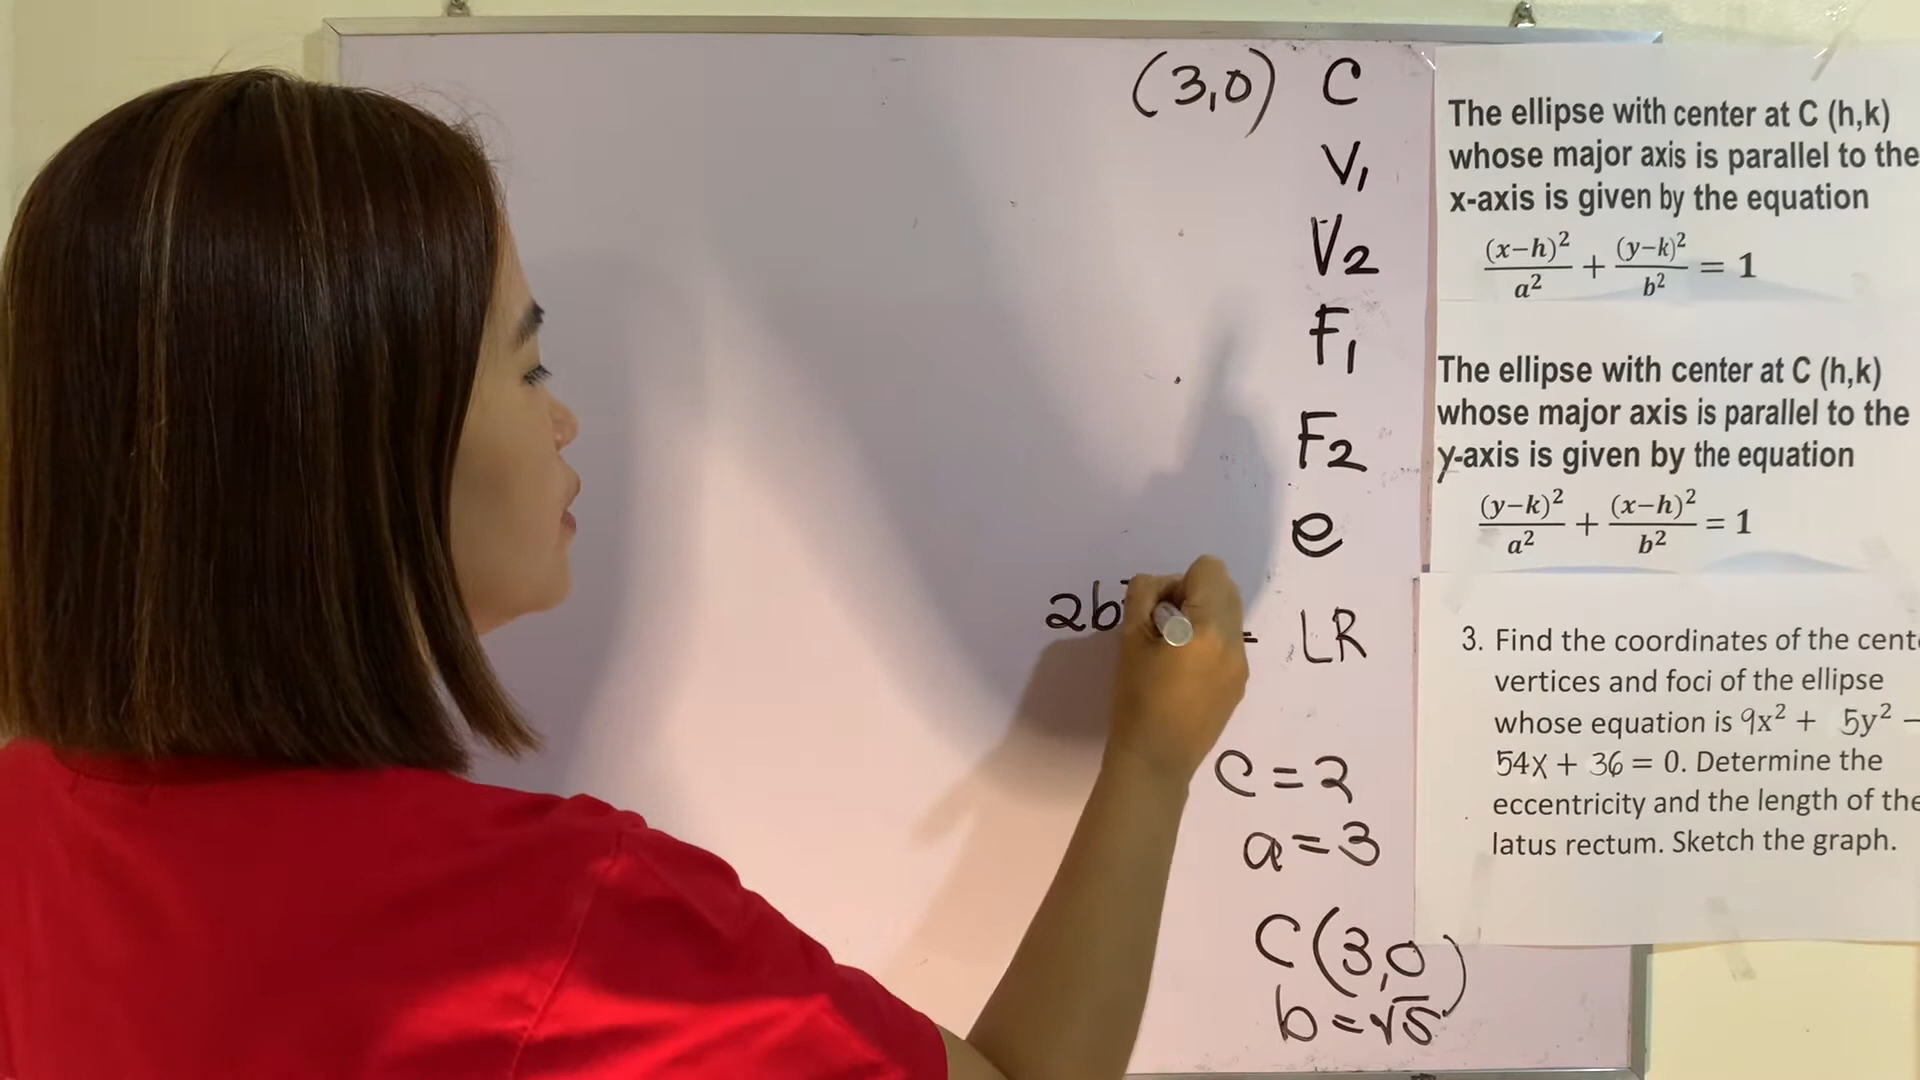 (3,0) C
V₁
V₂
F₁
F₂
e
2b = LR
c = 2
a = 3
C(3,0)
b = √5
The ellipse with center at C (h,k)
whose major axis is parallel to the
x-axis is given by the equation
(x−h)²/a² + (y−k)²/b² = 1
The ellipse with center at C (h,k)
whose major axis is parallel to the
y-axis is given by the equation
(y−k)²/a² + (x−h)²/b² = 1
3. Find the coordinates of the cent
vertices and foci of the ellipse
whose equation is 9x² + 5y² −
54x + 36 = 0. Determine the
eccentricity and the length of the
latus rectum. Sketch the graph.